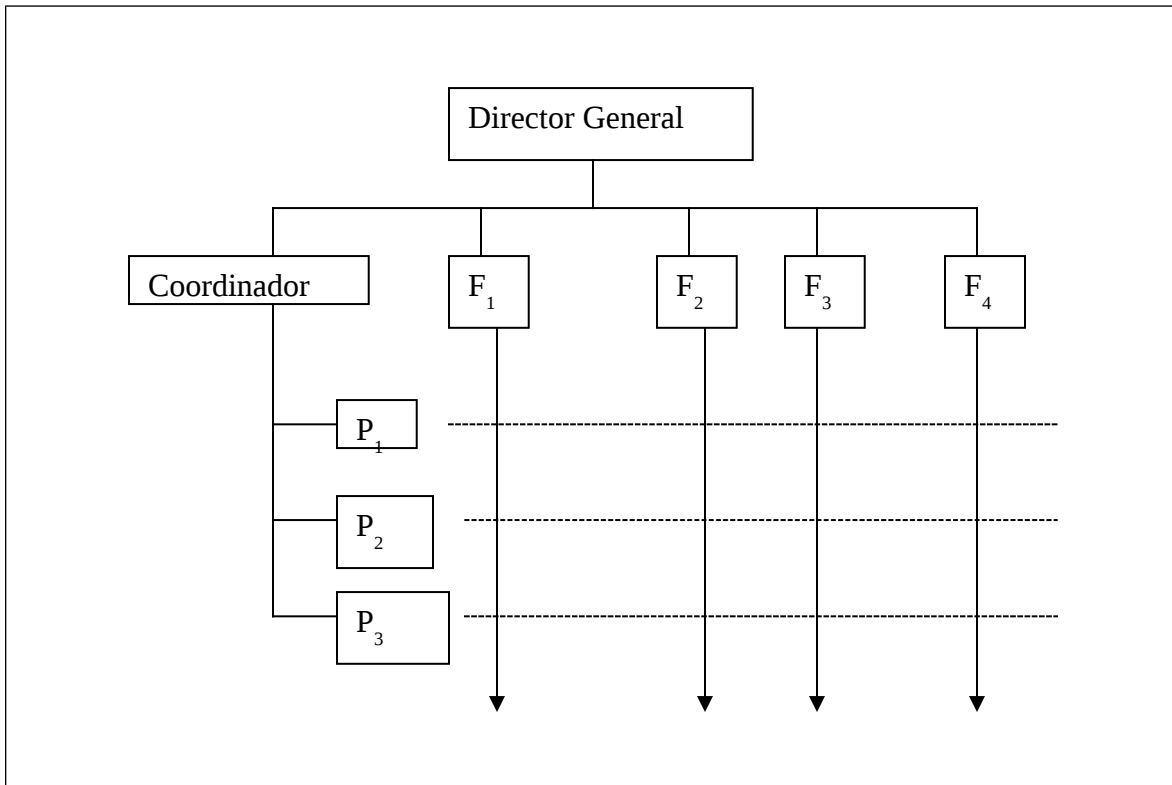 Director General
Coordinador
F₁
F₂
F₃
F₄
P₁
P₂
P₃